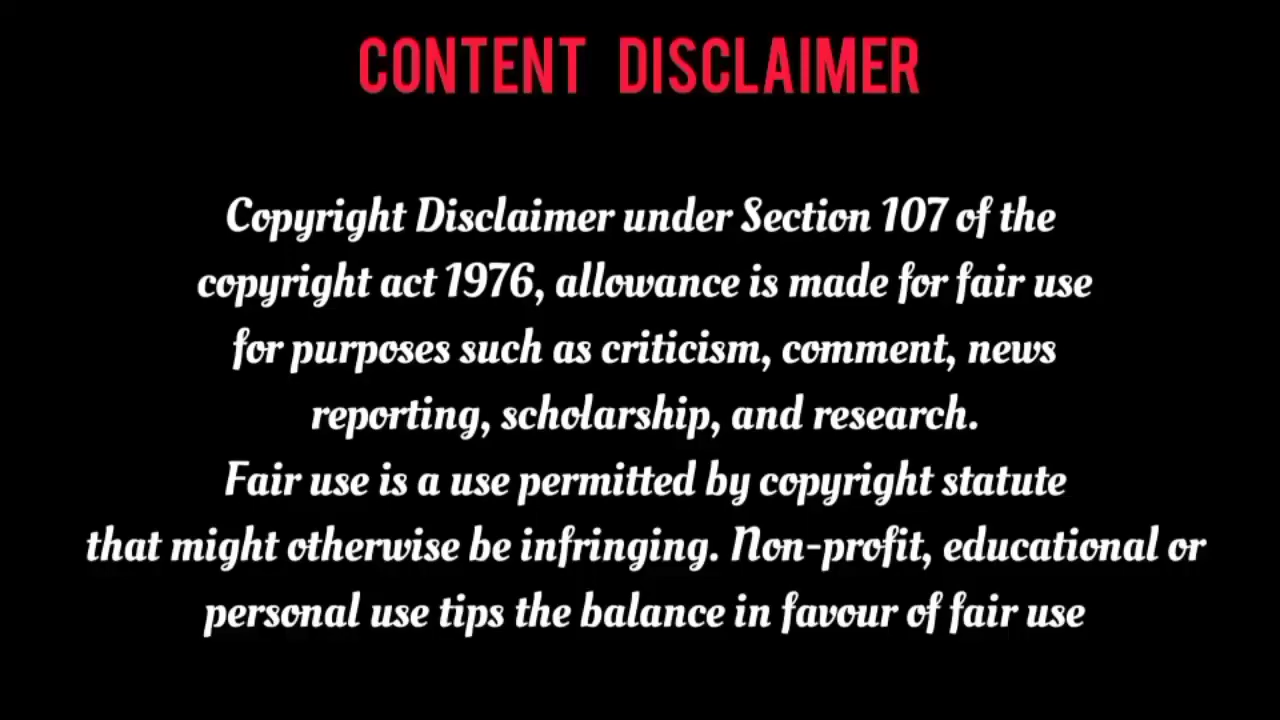 CONTENT DISCLAIMER
Copyright Disclaimer under Section 107 of the
copyright act 1976, allowance is made for fair use
for purposes such as criticism, comment, news
reporting, scholarship, and research.
Fair use is a use permitted by copyright statute
that might otherwise be infringing. Non-profit, educational or
personal use tips the balance in favour of fair use